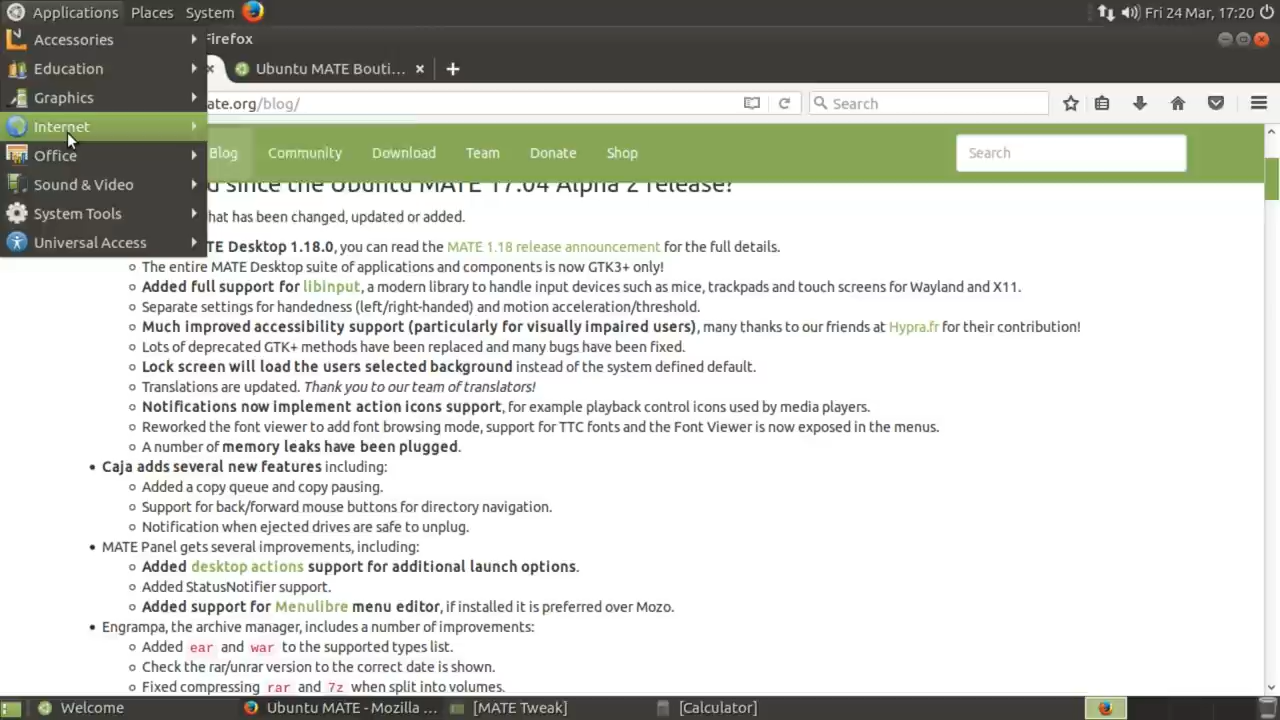 Applications Places System Fri 24 Mar, 17:20
Accessories Firefox
Education Ubuntu MATE Bouti...
Graphics ate.org/blog/ Search
Internet
Office Blog Community Download Team Donate Shop Search
Sound & Video d since the Ubuntu MATE 17.04 Alpha 2 release?
System Tools hat has been changed, updated or added.
Universal Access TE Desktop 1.18.0, you can read the MATE 1.18 release announcement for the full details.
The entire MATE Desktop suite of applications and components is now GTK3+ only!
Added full support for libinput, a modern library to handle input devices such as mice, trackpads and touch screens for Wayland and X11.
Separate settings for handedness (left/right-handed) and motion acceleration/threshold.
Much improved accessibility support (particularly for visually impaired users), many thanks to our friends at Hypra.fr for their contribution!
Lots of deprecated GTK+ methods have been replaced and many bugs have been fixed.
Lock screen will load the users selected background instead of the system defined default.
Translations are updated. Thank you to our team of translators!
Notifications now implement action icons support, for example playback control icons used by media players.
Reworked the font viewer to add font browsing mode, support for TTC fonts and the Font Viewer is now exposed in the menus.
A number of memory leaks have been plugged.
Caja adds several new features including:
Added a copy queue and copy pausing.
Support for back/forward mouse buttons for directory navigation.
Notification when ejected drives are safe to unplug.
MATE Panel gets several improvements, including:
Added desktop actions support for additional launch options.
Added StatusNotifier support.
Added support for Menulibre menu editor, if installed it is preferred over Mozo.
Engrampa, the archive manager, includes a number of improvements:
Added ear and war to the supported types list.
Check the rar/unrar version to the correct date is shown.
Fixed compressing rar and 7z when split into volumes.
Welcome Ubuntu MATE - Mozilla ... [MATE Tweak] [Calculator]